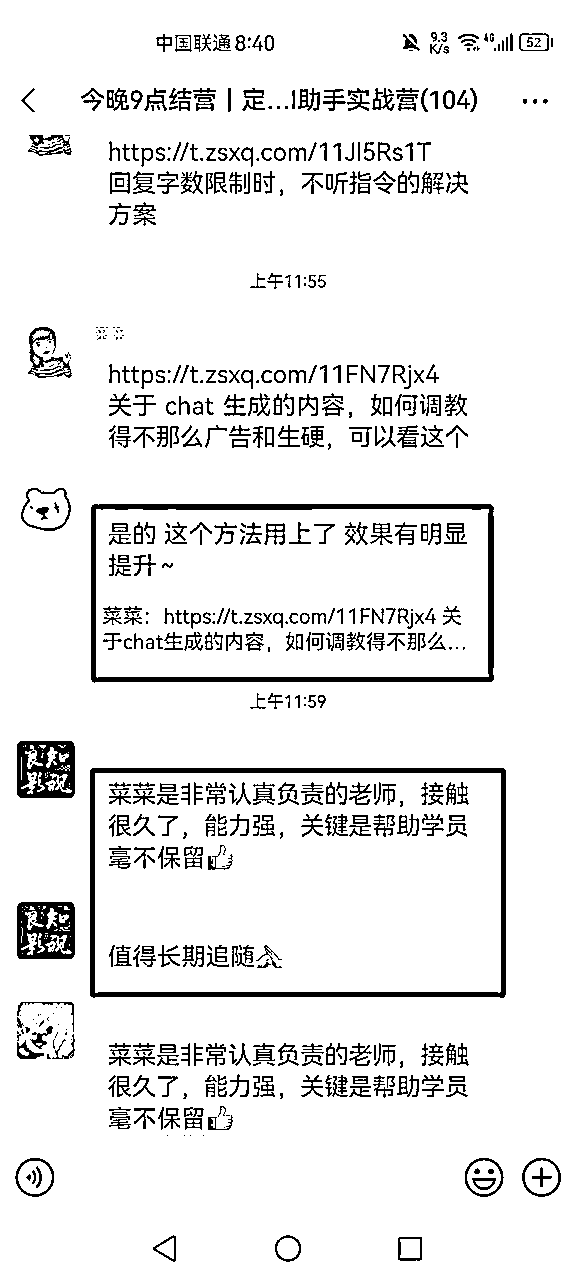 中国联通8:40
9.3
K/s
4G
52
今晚9点结营｜定...助手实战营(104)
https://t.zsxq.com/11Jl5Rs1T
回复字数限制时，不听指令的解决
方案
上午11:55
https://t.zsxq.com/11FN7Rjx4
关于 chat 生成的内容，如何调教
得不那么广告和生硬，可以看这个
是的 这个方法用上了 效果有明显
提升~
菜菜：https://t.zsxq.com/11FN7Rjx4 关
于chat生成的内容，如何调教得不那么...
上午11:59
良知
影视
菜菜是非常认真负责的老师，接触
很久了，能力强，关键是帮助学员
毫不保留👍
良知
影视
值得长期追随🙏
菜菜是非常认真负责的老师，接触
很久了，能力强，关键是帮助学员
毫不保留👍